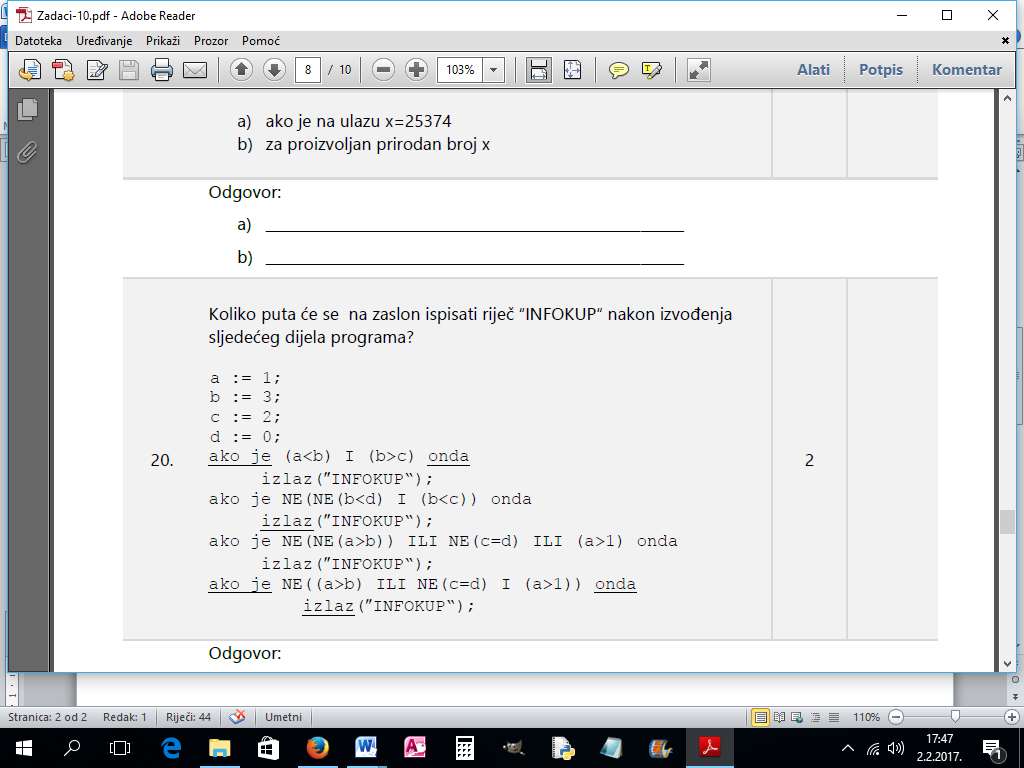 Zadaci-10.pdf - Adobe Reader
Datoteka Uređivanje Prikaži Prozor Pomoć
8 / 10 103% Alati Potpis Komentar
a) ako je na ulazu x=25374
b) za proizvoljan prirodan broj x
Odgovor:
a)
b)
Koliko puta će se na zaslon ispisati riječ “INFOKUP“ nakon izvođenja
sljedećeg dijela programa?
a := 1;
b := 3;
c := 2;
d := 0;
20. ako je (a<b) I (b>c) onda 2
izlaz(”INFOKUP“);
ako je NE(NE(b<d) I (b<c)) onda
izlaz(”INFOKUP“);
ako je NE(NE(a>b)) ILI NE(c=d) ILI (a>1) onda
izlaz(”INFOKUP“);
ako je NE((a>b) ILI NE(c=d) I (a>1)) onda
izlaz(”INFOKUP“);
Odgovor:
Stranica: 2 od 2 Redak: 1 Riječi: 44 Umetni 110%
17:47
2.2.2017. 1